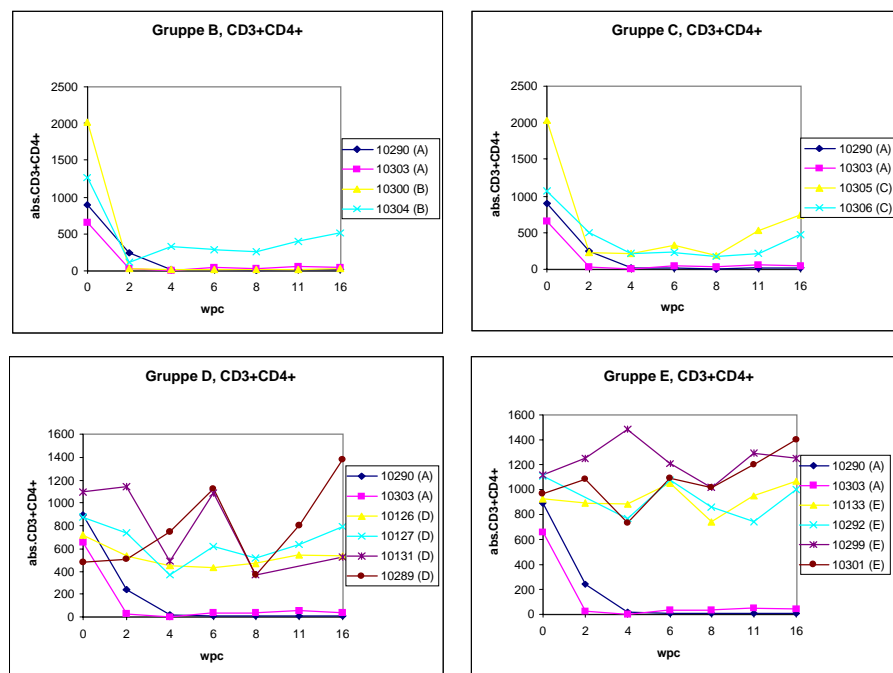 Gruppe B, CD3+CD4+
2500
2000
1500
1000
500
0
0 2 4 6 8 11 16
wpc
abs.CD3+CD4+
10290 (A)
10303 (A)
10300 (B)
10304 (B)
Gruppe C, CD3+CD4+
2500
2000
1500
1000
500
0
0 2 4 6 8 11 16
wpc
abs.CD3+CD4+
10290 (A)
10303 (A)
10305 (C)
10306 (C)
Gruppe D, CD3+CD4+
1600
1400
1200
1000
800
600
400
200
0
0 2 4 6 8 11 16
wpc
abs.CD3+CD4+
10290 (A)
10303 (A)
10126 (D)
10127 (D)
10131 (D)
10289 (D)
Gruppe E, CD3+CD4+
1600
1400
1200
1000
800
600
400
200
0
0 2 4 6 8 11 16
wpc
abs.CD3+CD4+
10290 (A)
10303 (A)
10133 (E)
10292 (E)
10299 (E)
10301 (E)